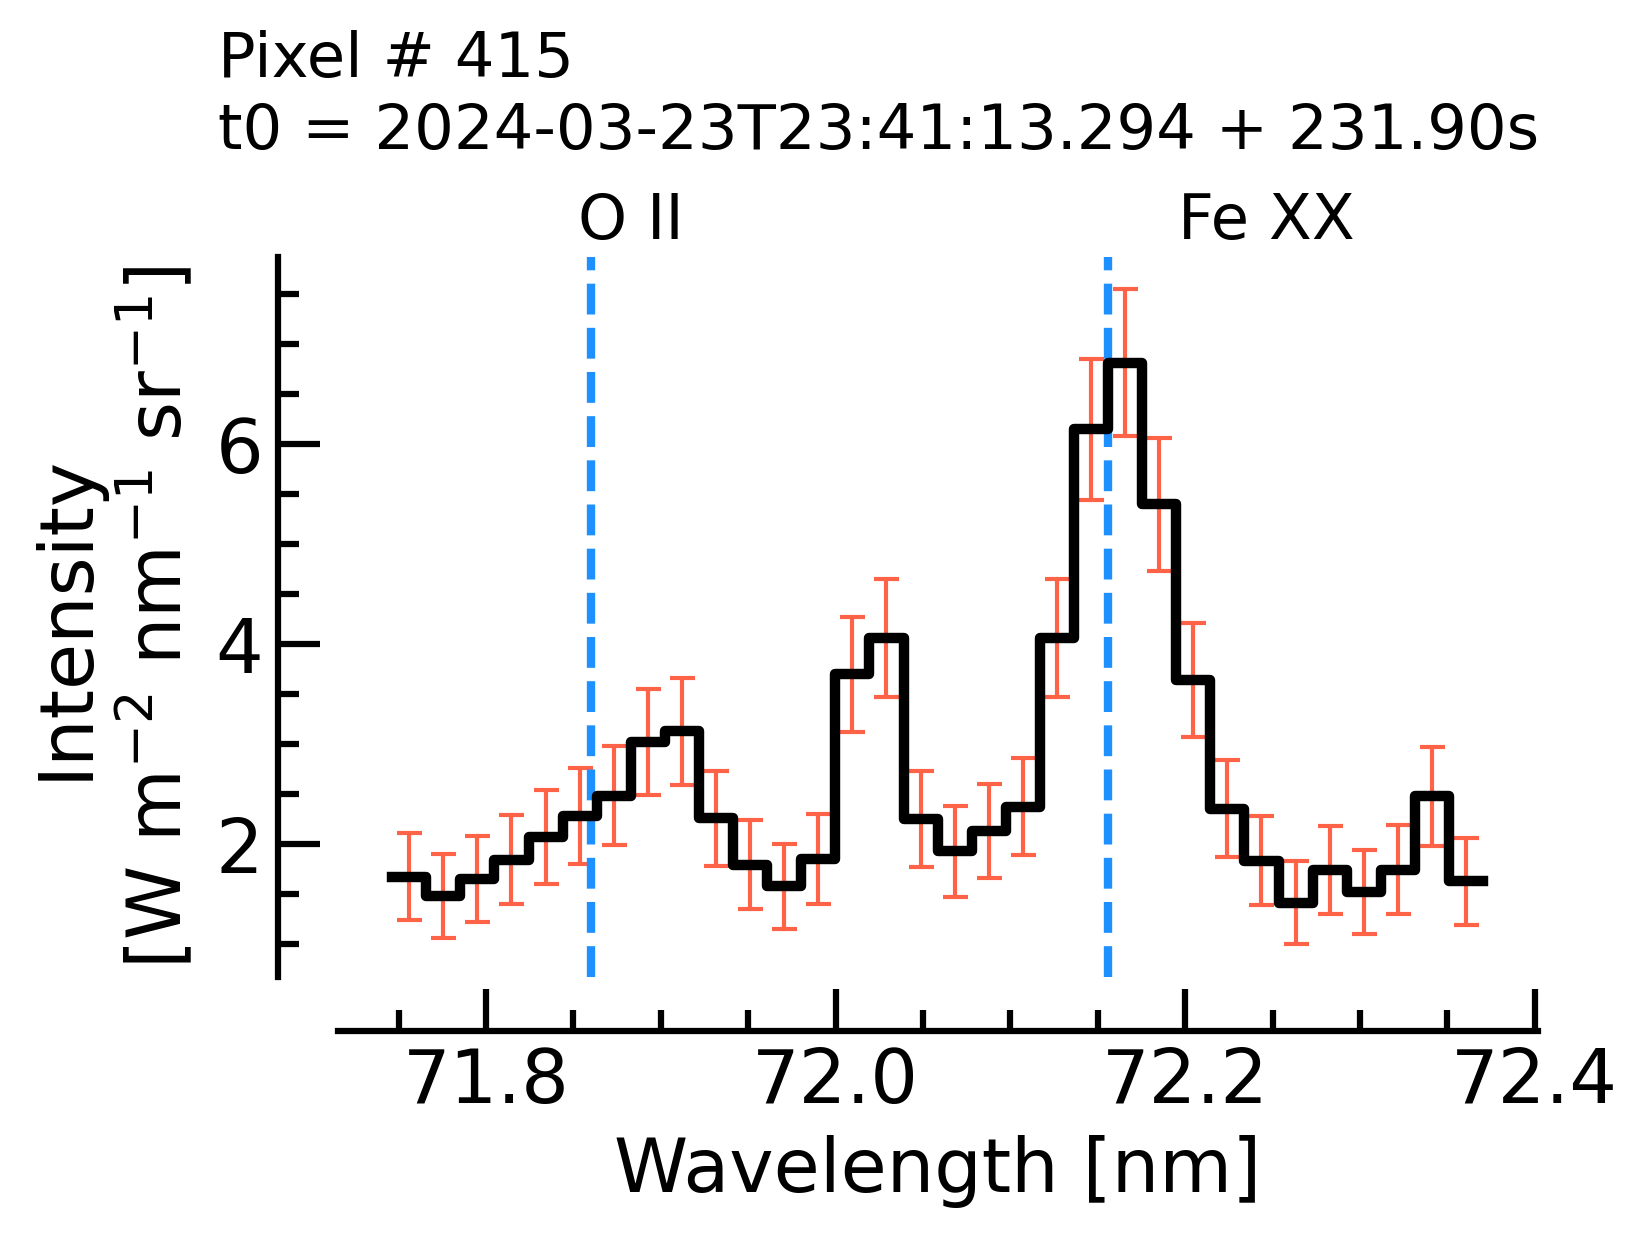 Pixel # 415
t0 = 2024-03-23T23:41:13.294 + 231.90s
O II
Fe XX
Intensity
[W m⁻² nm⁻¹ sr⁻¹]
6
4
2
71.8
72.0
72.2
72.4
Wavelength [nm]